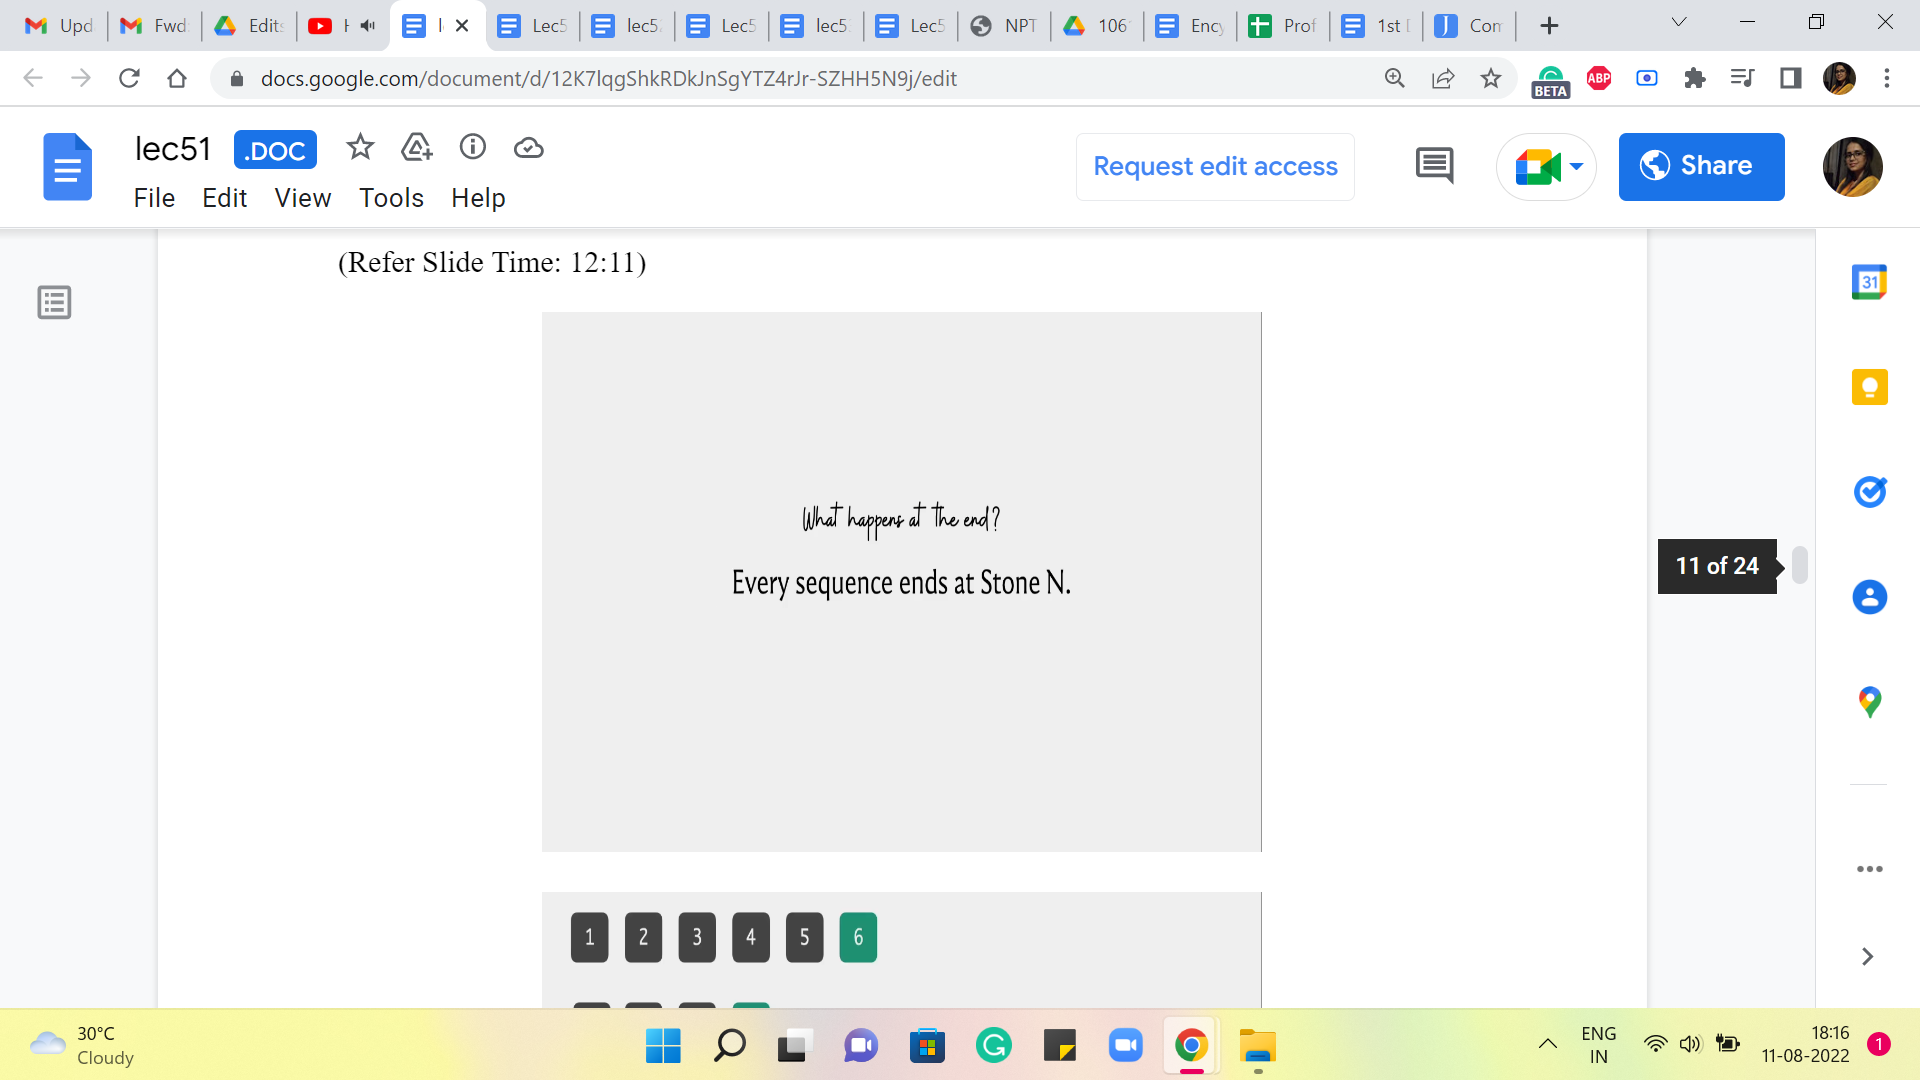 Upd
Fwd
Edits
Lec5
lec5
Lec5
lec5
Lec5
NPT
106
Ency
Prof
1st
Con
docs.google.com/document/d/12K7lqgShkRDkJnSgYTZ4rJr-SZHH5N9j/edit
BETA
ABP
lec51 .DOC
Request edit access
Share
File Edit View Tools Help
(Refer Slide Time: 12:11)
31
What happens at the end?
Every sequence ends at Stone N.
11 of 24
1 2 3 4 5 6
30°C
Cloudy
ENG
IN
18:16
11-08-2022
1